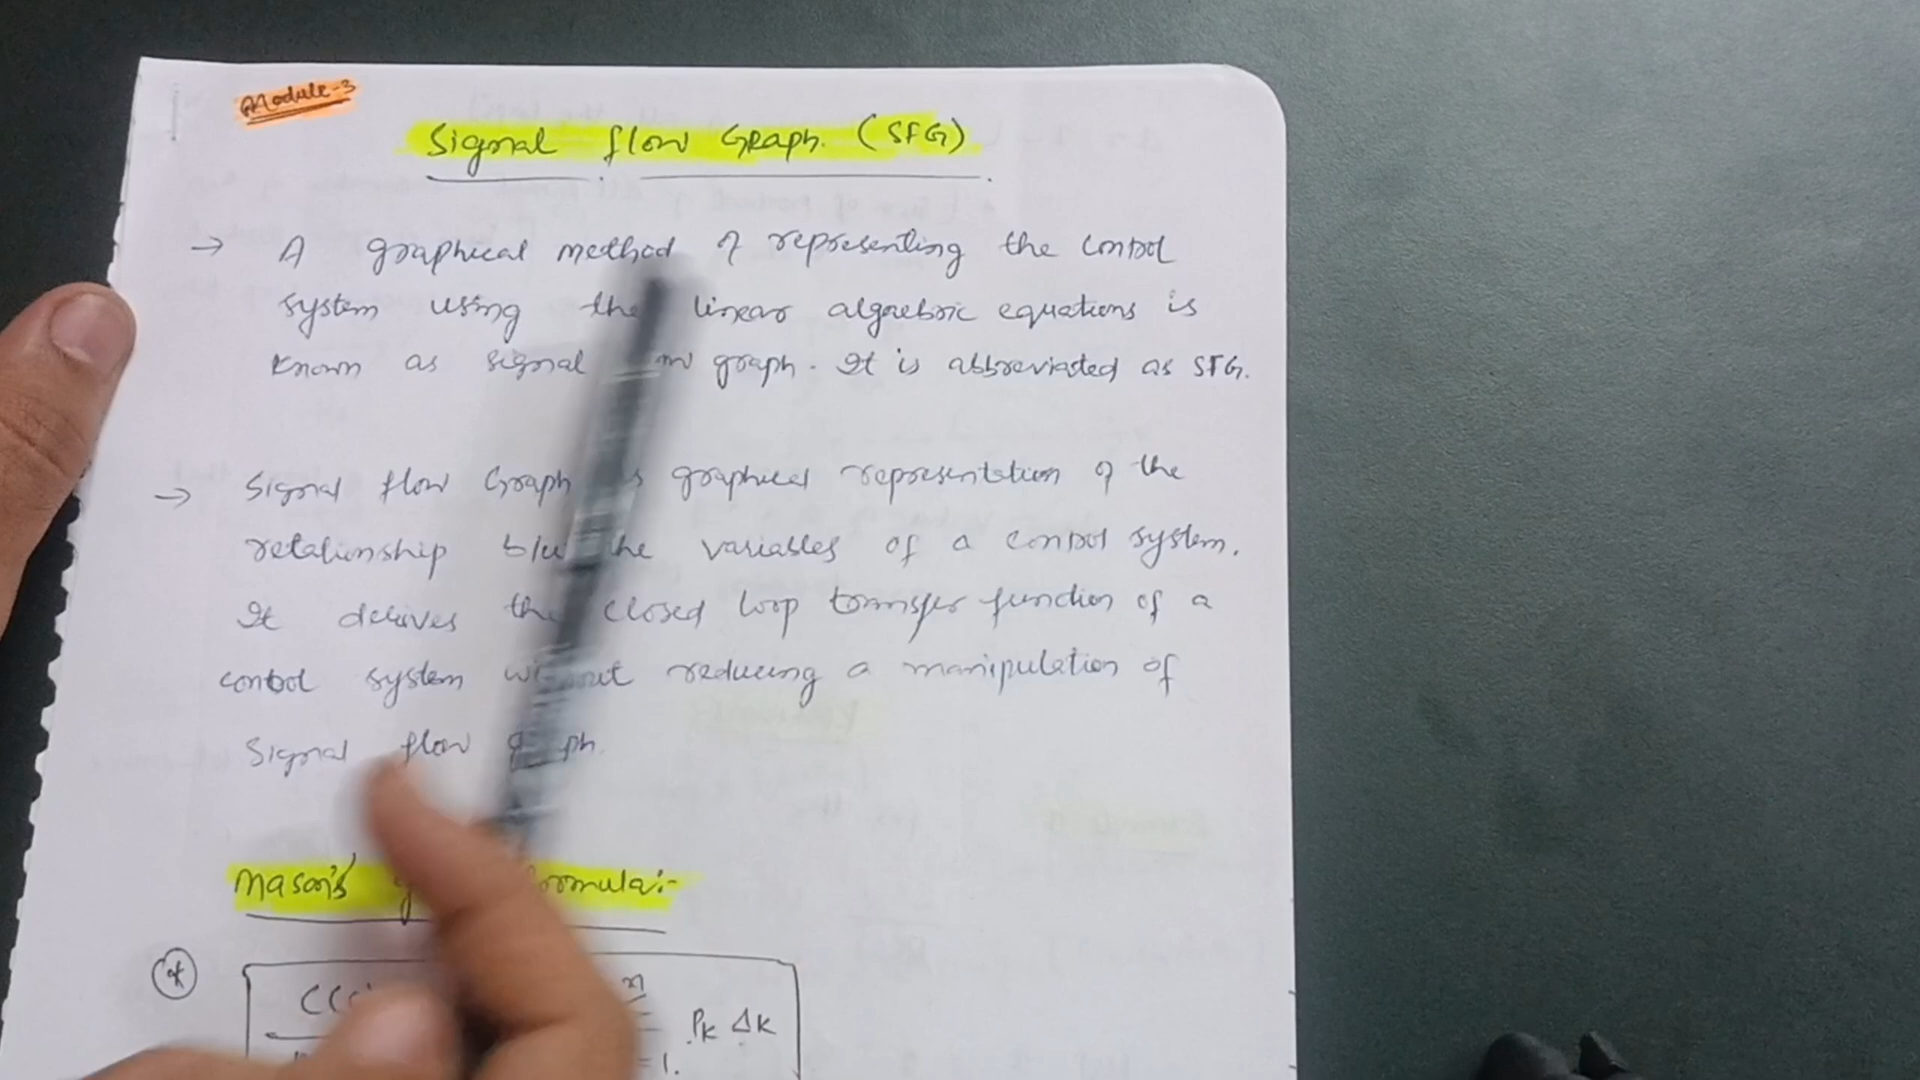 Module-3
Signal flow Graph. (SFG)
→ A graphical method of representing the control
system using the linear algaebric equations is
known as signal graph. It is abbreviated as SFG.
→ Signal flow Graph graphical representation of the
relationship b/w the variables of a control system.
It derives the closed loop transfer function of a
control system without reducing a manipulation of
Signal flow
Mason's formula:-
n
Pk Δk
= 1.